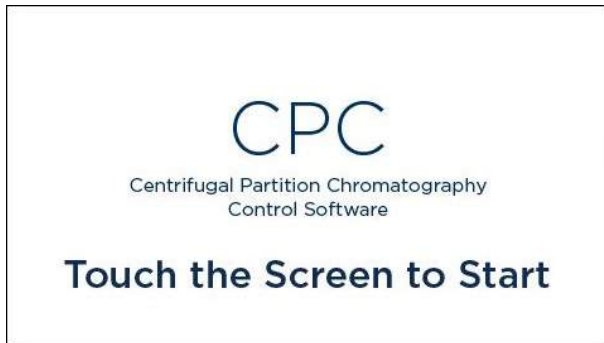 CPC
Centrifugal Partition Chromatography
Control Software
Touch the Screen to Start